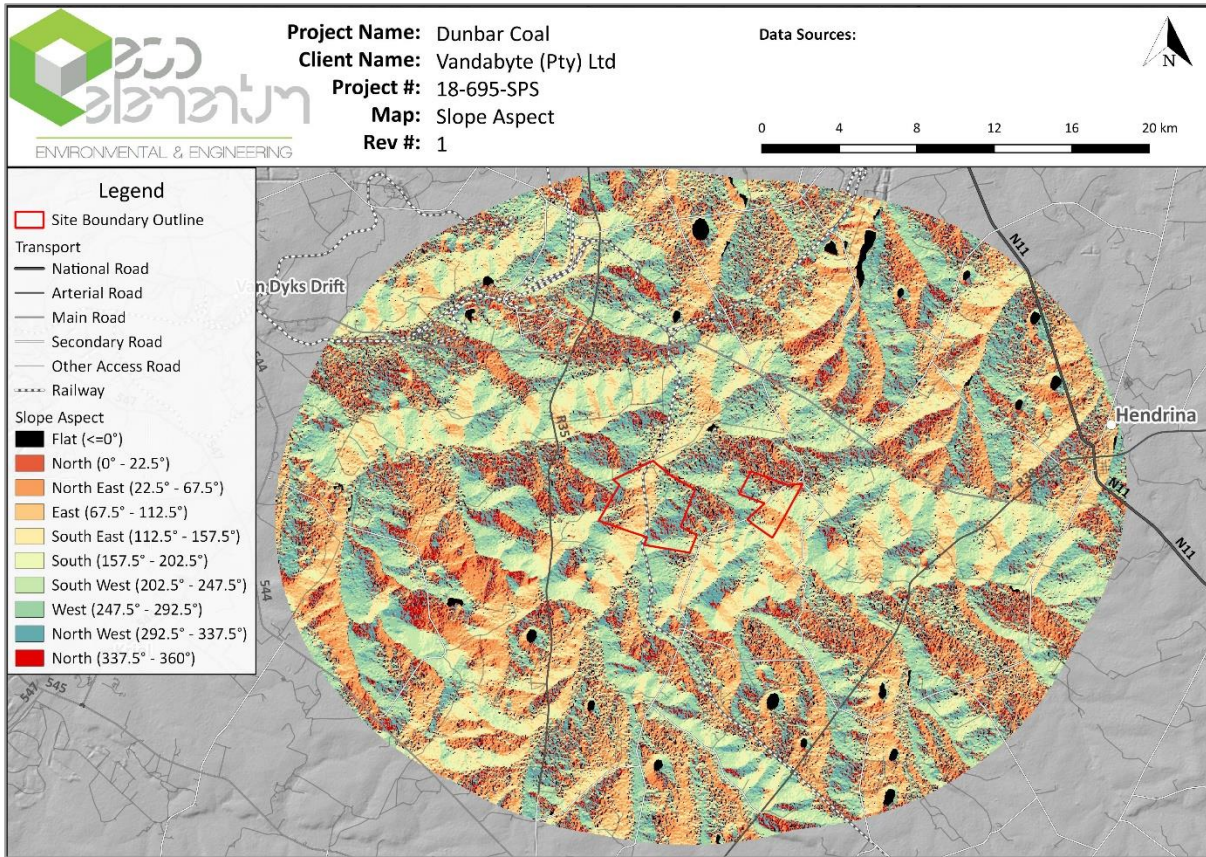 eco
elementum
ENVIRONMENTAL & ENGINEERING
Project Name: Dunbar Coal
Client Name: Vandabyte (Pty) Ltd
Project #: 18-695-SPS
Map: Slope Aspect
Rev #: 1
Data Sources:
N
0 4 8 12 16 20 km
Legend
Site Boundary Outline
Transport
National Road
Arterial Road
Main Road
Secondary Road
Other Access Road
Railway
Slope Aspect
Flat (<=0°)
North (0° - 22.5°)
North East (22.5° - 67.5°)
East (67.5° - 112.5°)
South East (112.5° - 157.5°)
South (157.5° - 202.5°)
South West (202.5° - 247.5°)
West (247.5° - 292.5°)
North West (292.5° - 337.5°)
North (337.5° - 360°)
Van Dyks Drift
N11
544
R35
Hendrina
N11
N11
544
547
545